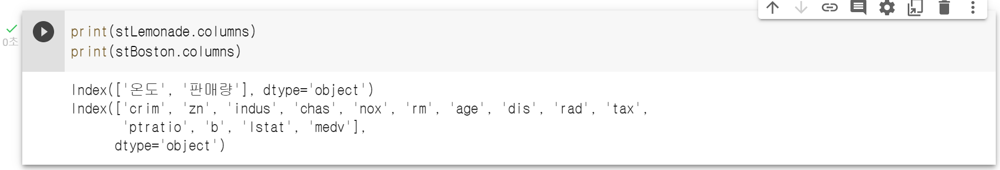 print(stLemonade.columns)
0초
print(stBoston.columns)
Index(['온도', '판매량'], dtype='object')
Index(['crim', 'zn', 'indus', 'chas', 'nox', 'rm', 'age', 'dis', 'rad', 'tax',
'ptratio', 'b', 'lstat', 'medv'],
dtype='object')